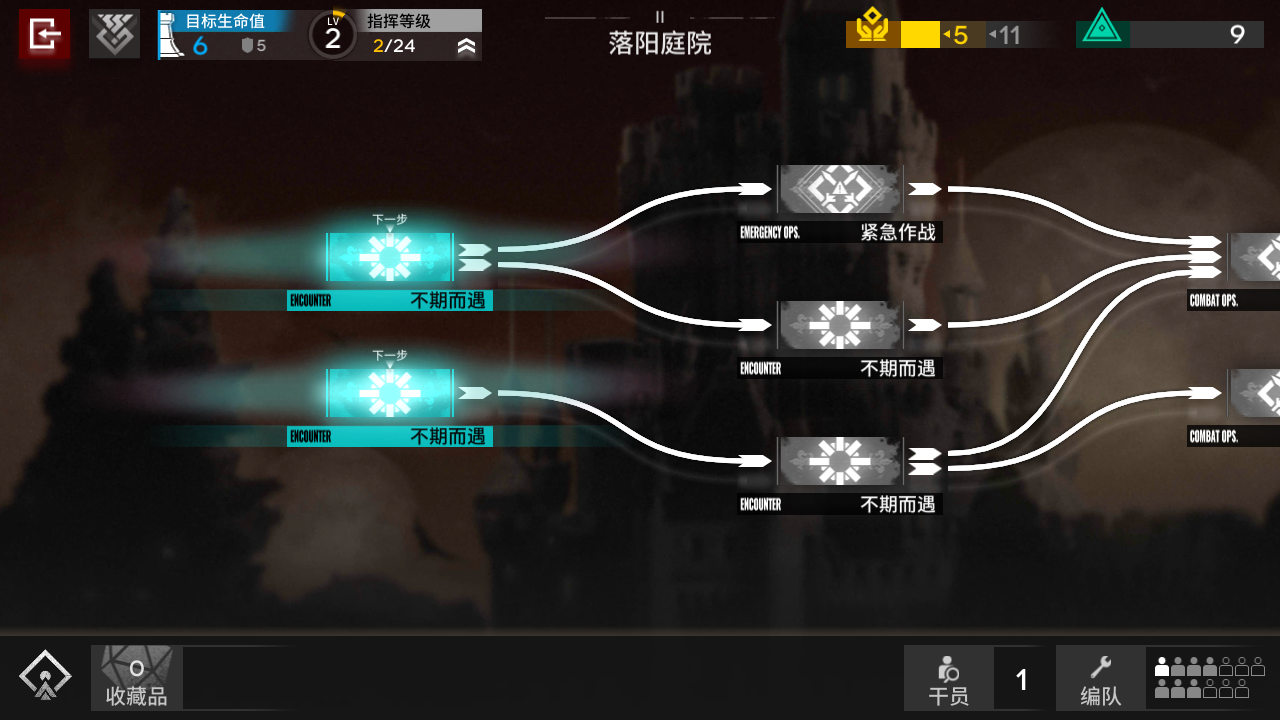 目标生命值
6
5
LV
2
指挥等级
2/24
II
落阳庭院
5
11
9
下一步
ENCOUNTER 不期而遇
下一步
ENCOUNTER 不期而遇
EMERGENCY OPS. 紧急作战
ENCOUNTER 不期而遇
ENCOUNTER 不期而遇
COMBAT OPS.
COMBAT OPS.
0
收藏品
干员
1
编队